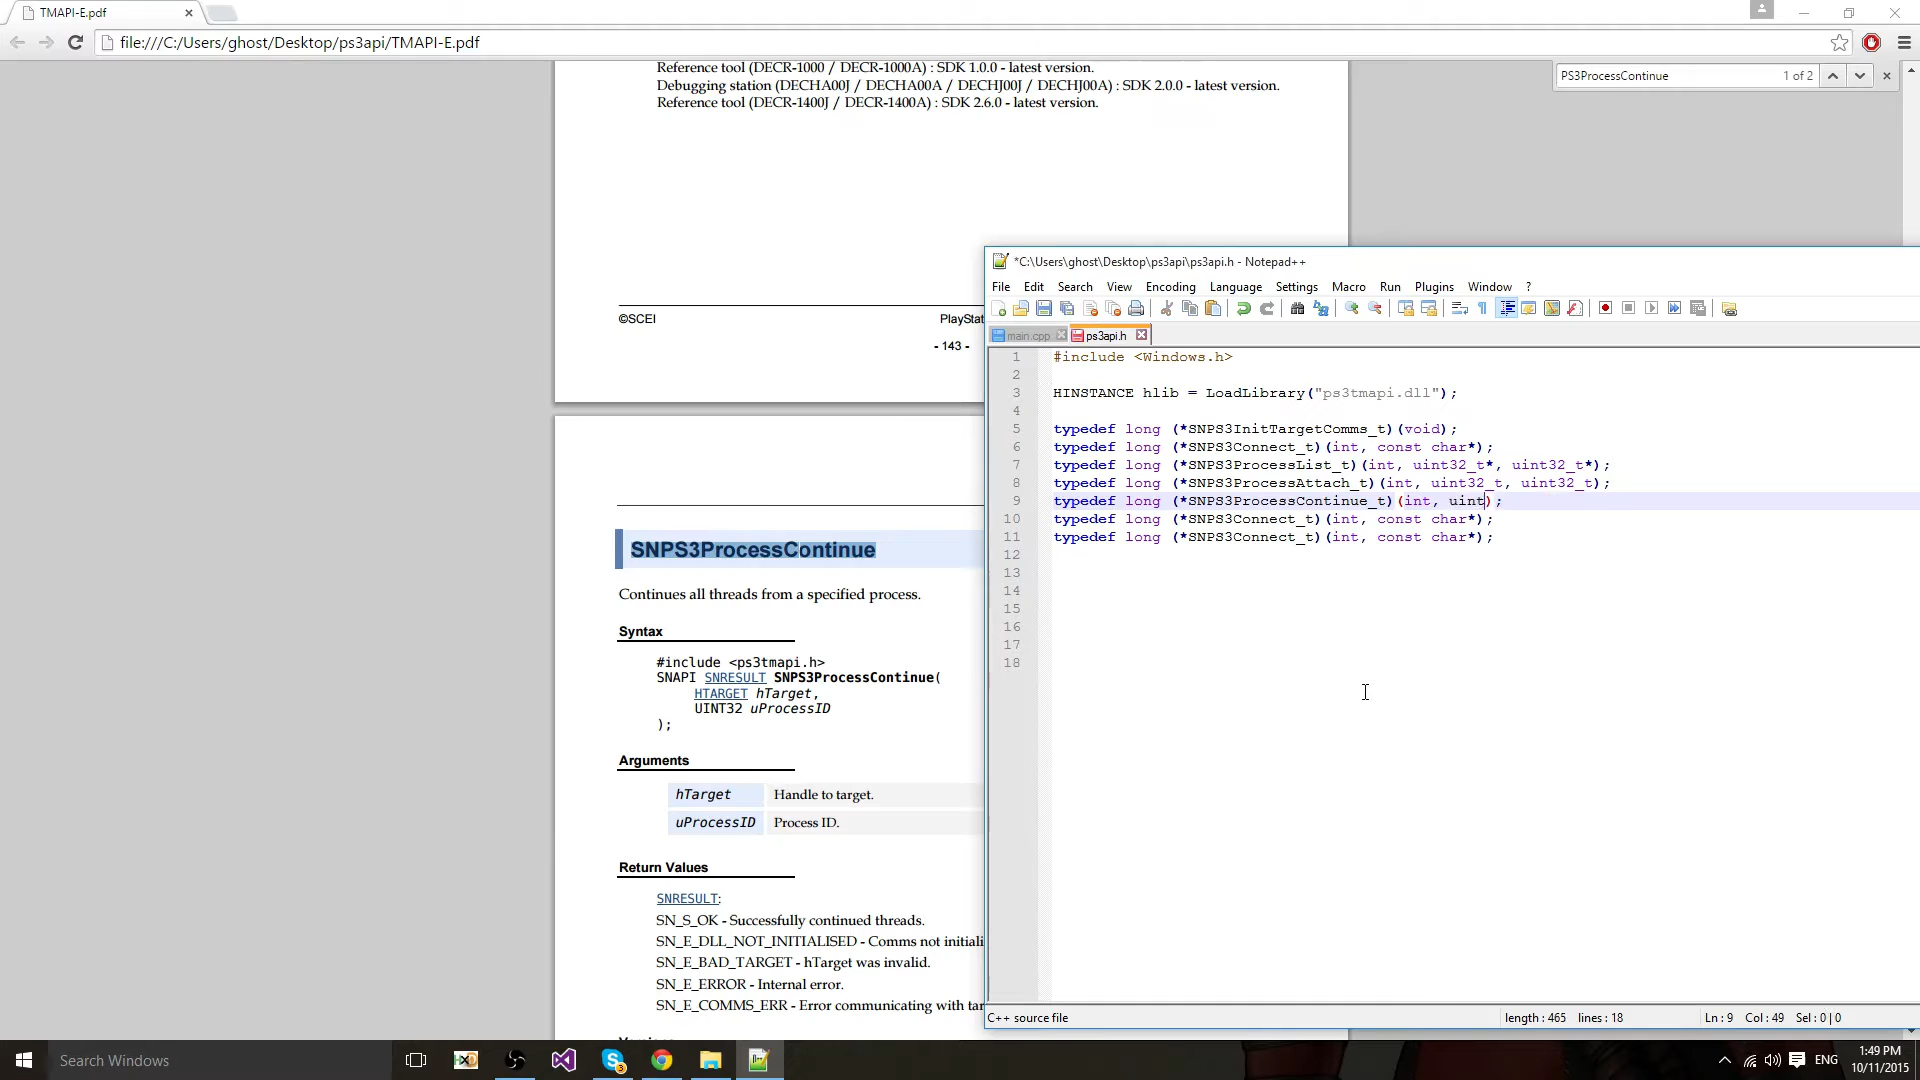 TMAPI-E.pdf
file:///C:/Users/ghost/Desktop/ps3api/TMAPI-E.pdf
PS3ProcessContinue 1 of 2
Reference tool (DECR-1000 / DECR-1000A) : SDK 1.0.0 - latest version.
Debugging station (DECHA00J / DECHA00A / DECHJ00J / DECHJ00A) : SDK 2.0.0 - latest version.
Reference tool (DECR-1400J / DECR-1400A) : SDK 2.6.0 - latest version.
©SCEI PlayStat
- 143 -
SNPS3ProcessContinue
Continues all threads from a specified process.
Syntax
#include <ps3tmapi.h>
SNAPI SNRESULT SNPS3ProcessContinue(
HTARGET hTarget,
UINT32 uProcessID
);
Arguments
hTarget Handle to target.
uProcessID Process ID.
Return Values
SNRESULT:
SN_S_OK - Successfully continued threads.
SN_E_DLL_NOT_INITIALISED - Comms not initiali
SN_E_BAD_TARGET - hTarget was invalid.
SN_E_ERROR - Internal error.
SN_E_COMMS_ERR - Error communicating with tar
*C:\Users\ghost\Desktop\ps3api\ps3api.h - Notepad++
File Edit Search View Encoding Language Settings Macro Run Plugins Window ?
main.cpp ps3api.h
1 #include <Windows.h>
2
3 HINSTANCE hlib = LoadLibrary("ps3tmapi.dll");
4
5 typedef long (*SNPS3InitTargetComms_t)(void);
6 typedef long (*SNPS3Connect_t)(int, const char*);
7 typedef long (*SNPS3ProcessList_t)(int, uint32_t*, uint32_t*);
8 typedef long (*SNPS3ProcessAttach_t)(int, uint32_t, uint32_t);
9 typedef long (*SNPS3ProcessContinue_t)(int, uint);
10 typedef long (*SNPS3Connect_t)(int, const char*);
11 typedef long (*SNPS3Connect_t)(int, const char*);
12
13
14
15
16
17
18
C++ source file length : 465 lines : 18 Ln : 9 Col : 49 Sel : 0 | 0
Search Windows
3
ENG
1:49 PM
10/11/2015